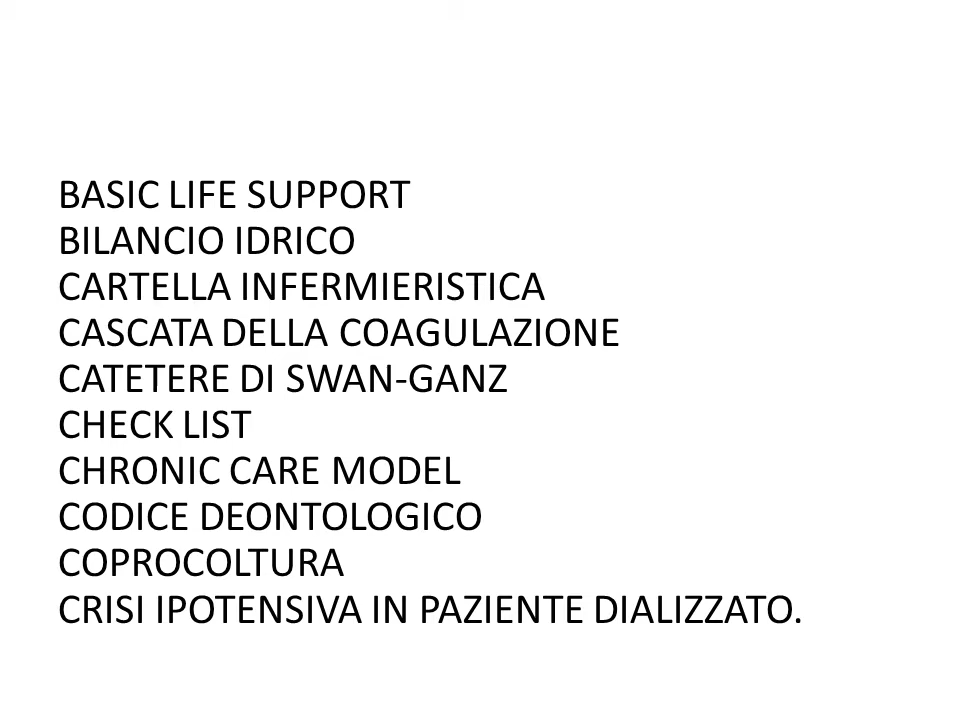 BASIC LIFE SUPPORT
BILANCIO IDRICO
CARTELLA INFERMIERISTICA
CASCATA DELLA COAGULAZIONE
CATETERE DI SWAN-GANZ
CHECK LIST
CHRONIC CARE MODEL
CODICE DEONTOLOGICO
COPROCOLTURA
CRISI IPOTENSIVA IN PAZIENTE DIALIZZATO.